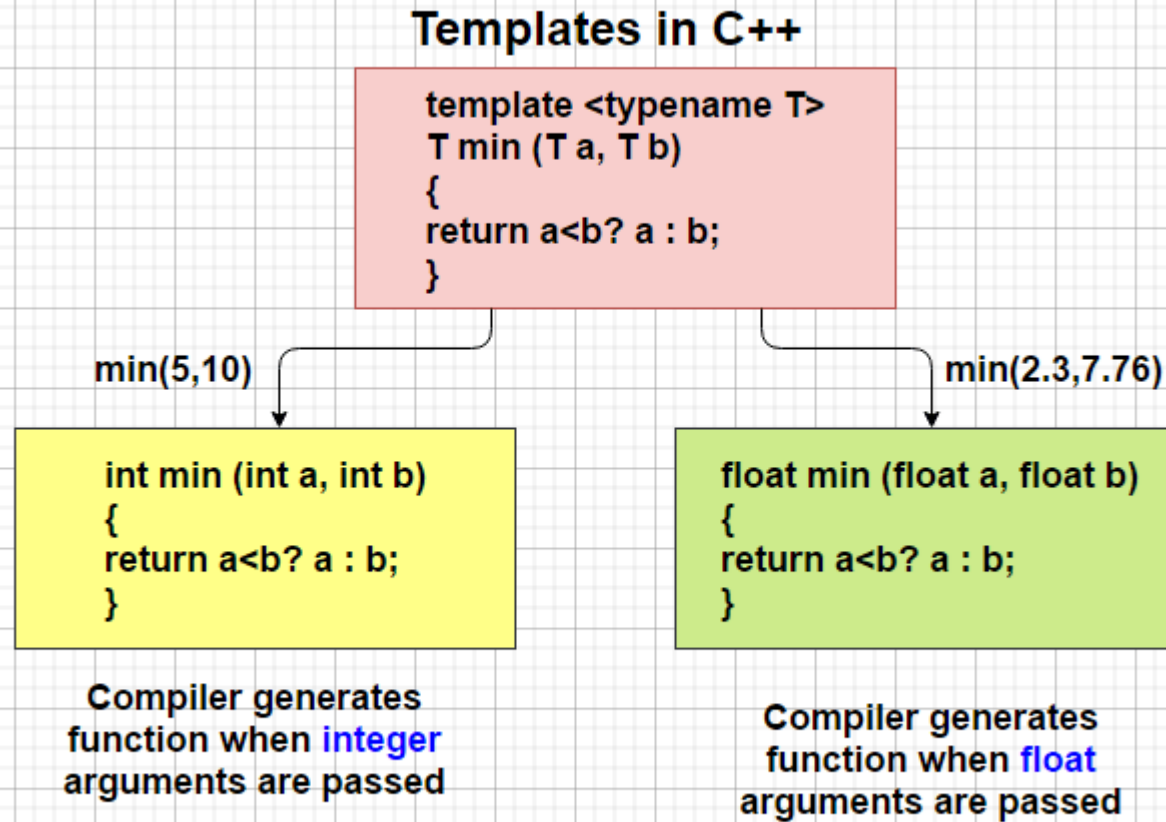 Templates in C++
template <typename T>
T min (T a, T b)
{
return a<b? a : b;
}
min(5,10)
min(2.3,7.76)
int min (int a, int b)
{
return a<b? a : b;
}
float min (float a, float b)
{
return a<b? a : b;
}
Compiler generates
function when integer
arguments are passed
Compiler generates
function when float
arguments are passed